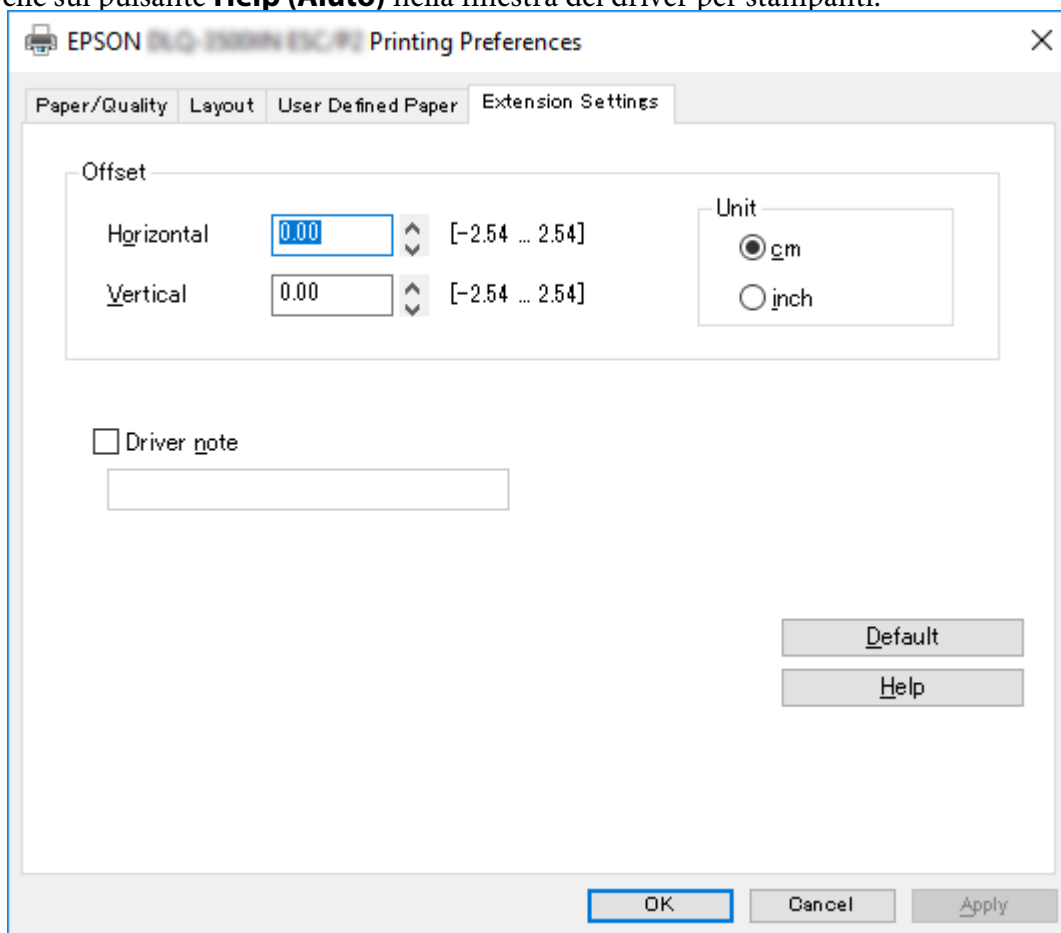 che sul pulsante Help (Aiuto) nella finestra del driver per stampanti.
EPSON Printing Preferences
Paper/Quality Layout User Defined Paper Extension Settings
Offset
Horizontal 0.00 [-2.54 ... 2.54]
Vertical 0.00 [-2.54 ... 2.54]
Unit
cm
inch
Driver note
Default
Help
OK Cancel Apply